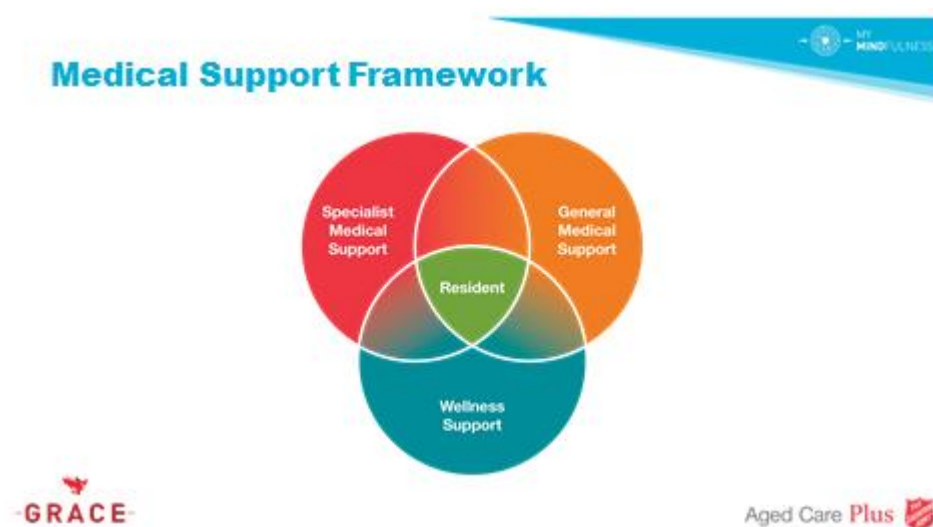 MY
MINDFULNESS
Medical Support Framework
Specialist
Medical
Support
General
Medical
Support
Resident
Wellness
Support
GRACE
Aged Care Plus